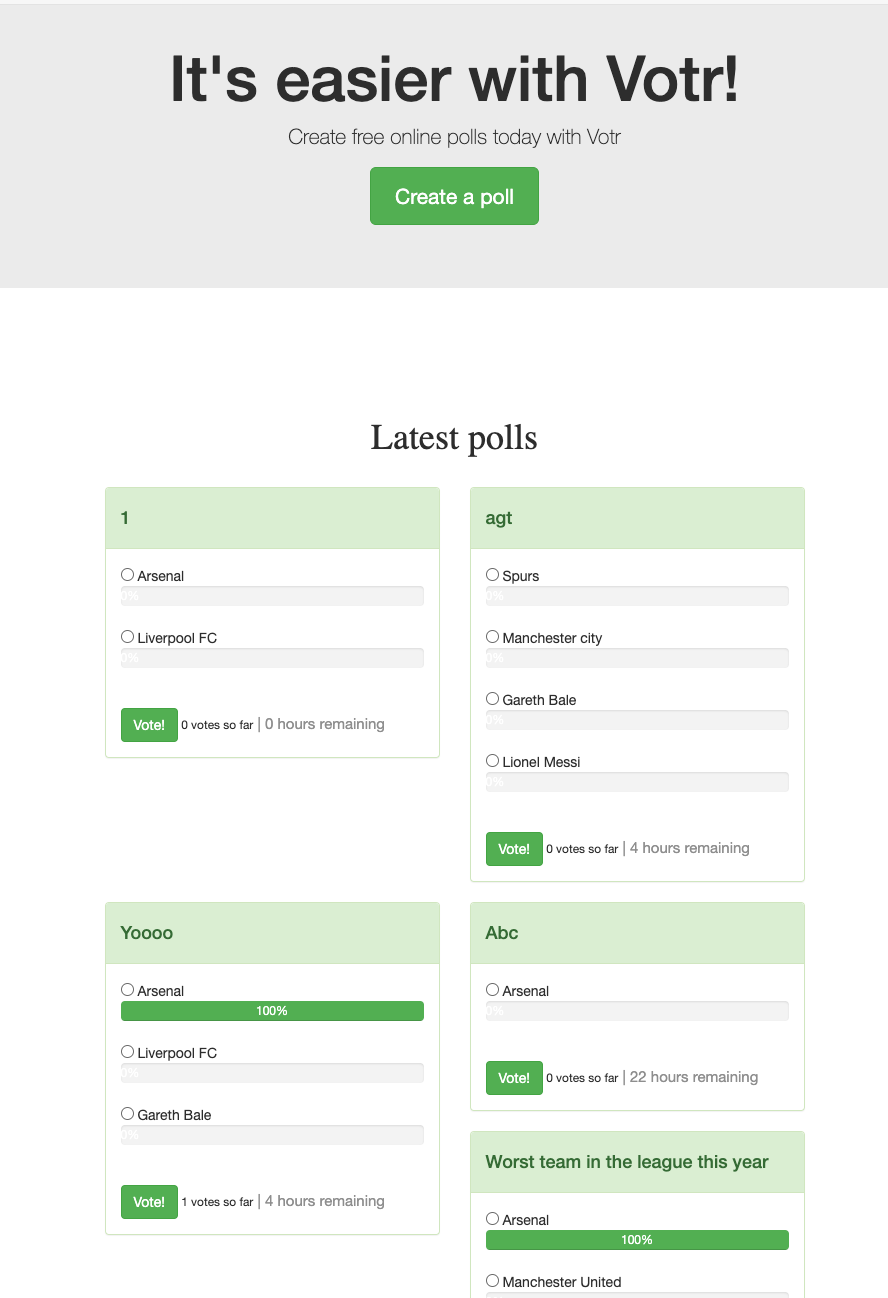 It's easier with Votr!
Create free online polls today with Votr
Create a poll
Latest polls
1
Arsenal
0%
Liverpool FC
0%
Vote! 0 votes so far | 0 hours remaining
agt
Spurs
0%
Manchester city
0%
Gareth Bale
0%
Lionel Messi
0%
Vote! 0 votes so far | 4 hours remaining
Yoooo
Arsenal
100%
Liverpool FC
0%
Gareth Bale
0%
Vote! 1 votes so far | 4 hours remaining
Abc
Arsenal
0%
Vote! 0 votes so far | 22 hours remaining
Worst team in the league this year
Arsenal
100%
Manchester United